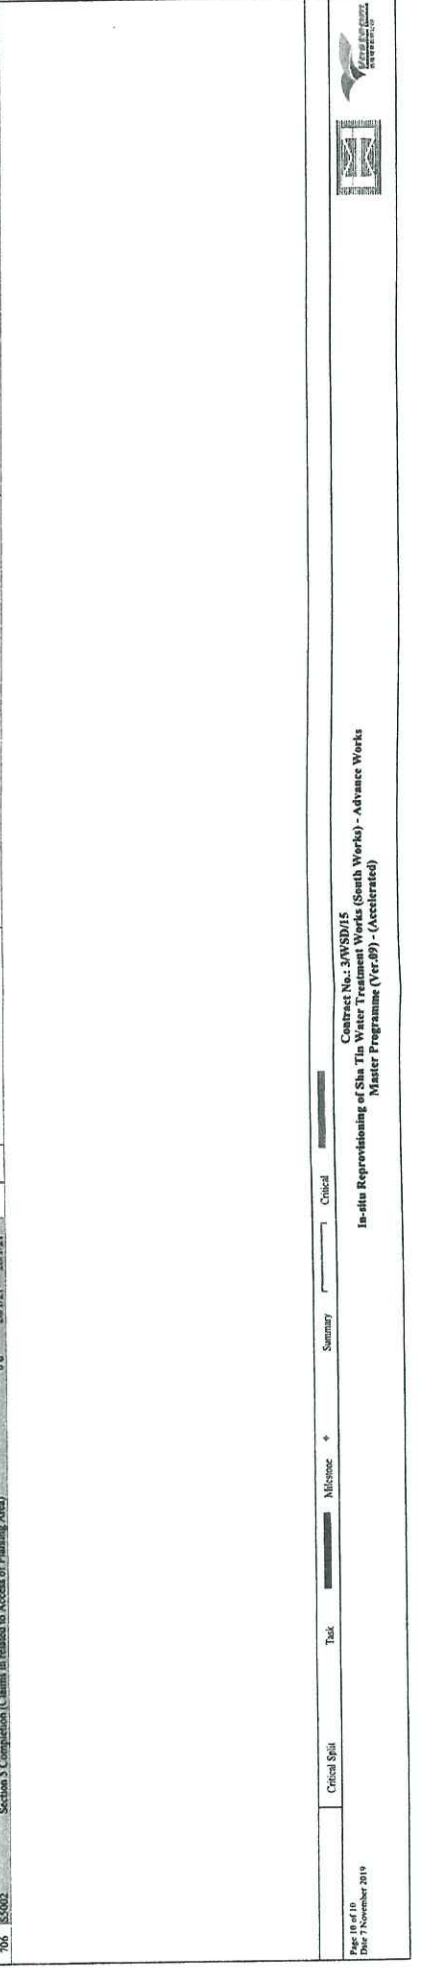 706 S5002 Section 5 Completion (Claims in related to Access of Planting Area)
Critical Split Task Milestone Summary Critical
Page 10 of 10
Date 7 November 2019
Contract No.: 3/WSD/15
In-situ Reprovisioning of Sha Tin Water Treatment Works (South Works) - Advance Works
Master Programme (Ver.09) - (Accelerated)